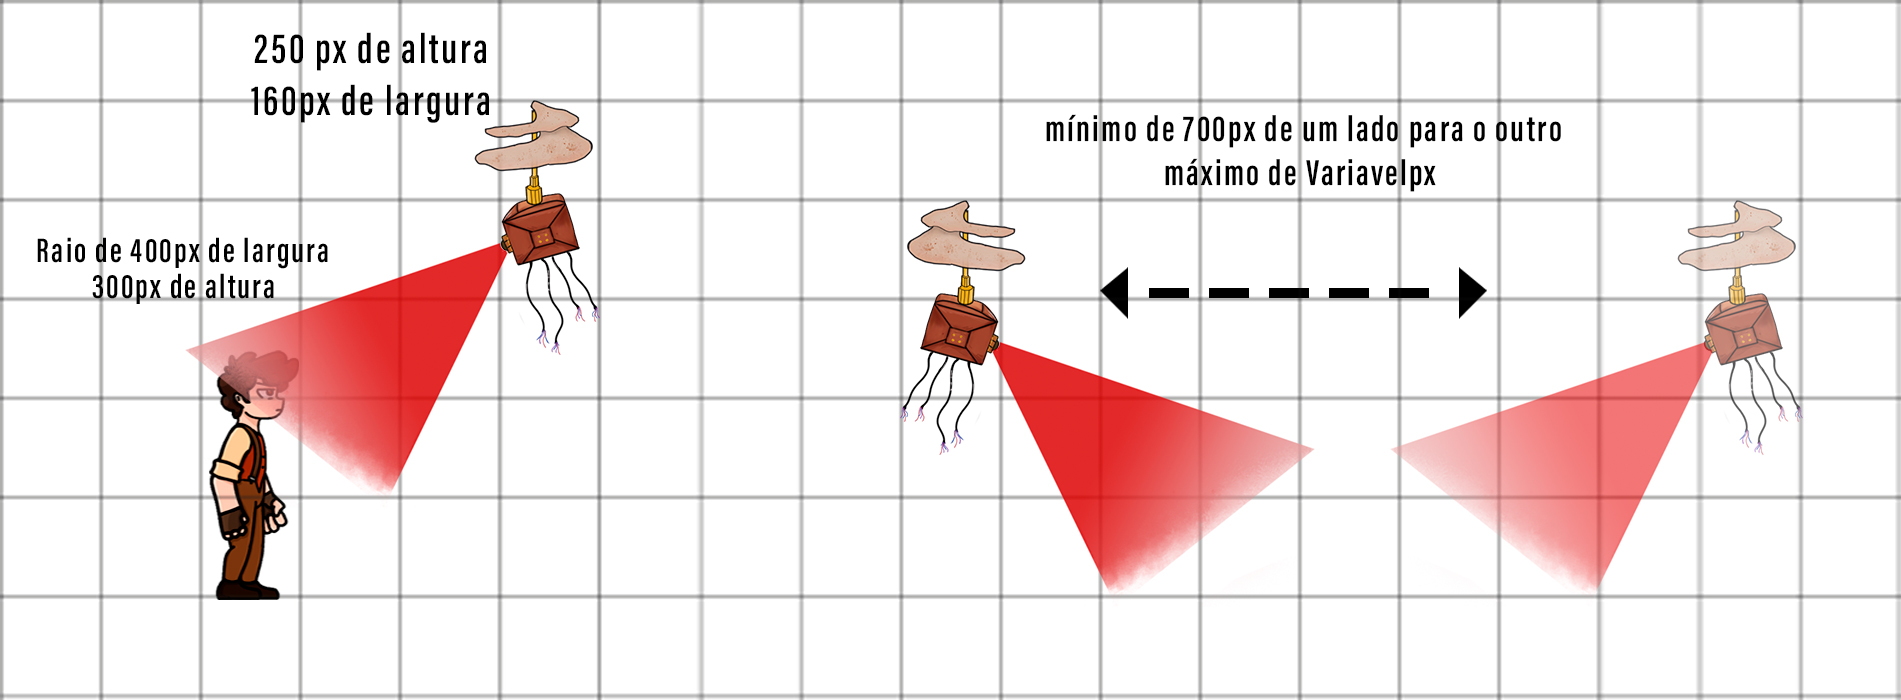 250 px de altura
160px de largura
mínimo de 700px de um lado para o outro
máximo de Variavelpx
Raio de 400px de largura
300px de altura